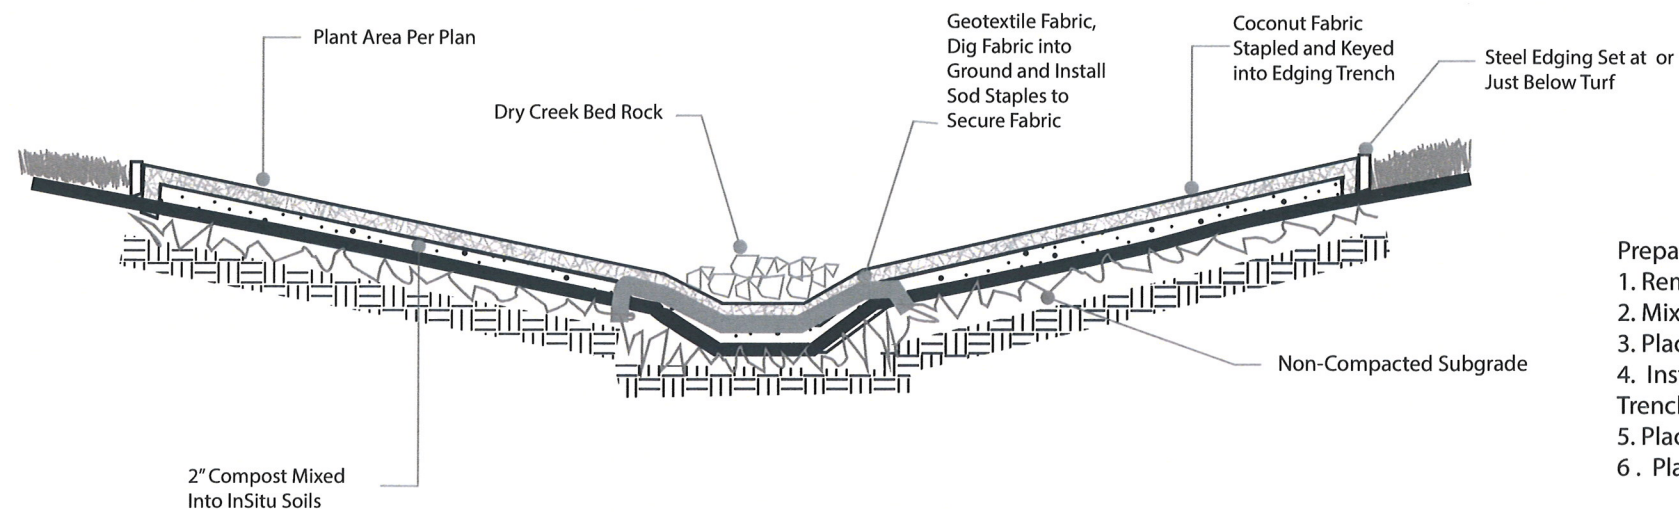 Plant Area Per Plan
Dry Creek Bed Rock
Geotextile Fabric,
Dig Fabric into
Ground and Install
Sod Staples to
Secure Fabric
Coconut Fabric
Stapled and Keyed
into Edging Trench
Steel Edging Set at or
Just Below Turf
Non-Compacted Subgrade
2" Compost Mixed
Into InSitu Soils
Prepa
1. Ren
2. Mix
3. Plac
4. Ins
Trencl
5. Plac
6. Pla